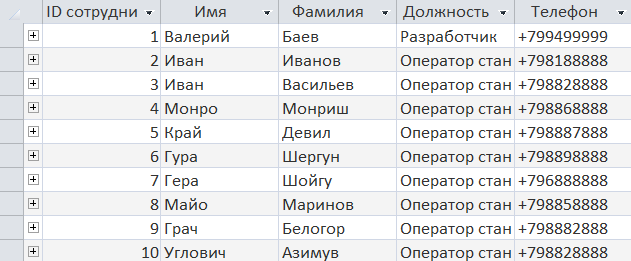 ID сотрудни Имя Фамилия Должность Телефон
1 Валерий Баев Разработчик +799499999
2 Иван Иванов Оператор стан +798188888
3 Иван Васильев Оператор стан +798828888
4 Монро Монриш Оператор стан +798868888
5 Край Девил Оператор стан +798887888
6 Гура Шергун Оператор стан +798898888
7 Гера Шойгу Оператор стан +796888888
8 Майо Маринов Оператор стан +798858888
9 Грач Белогор Оператор стан +798882888
10 Углович Азимув Оператор стан +798828888